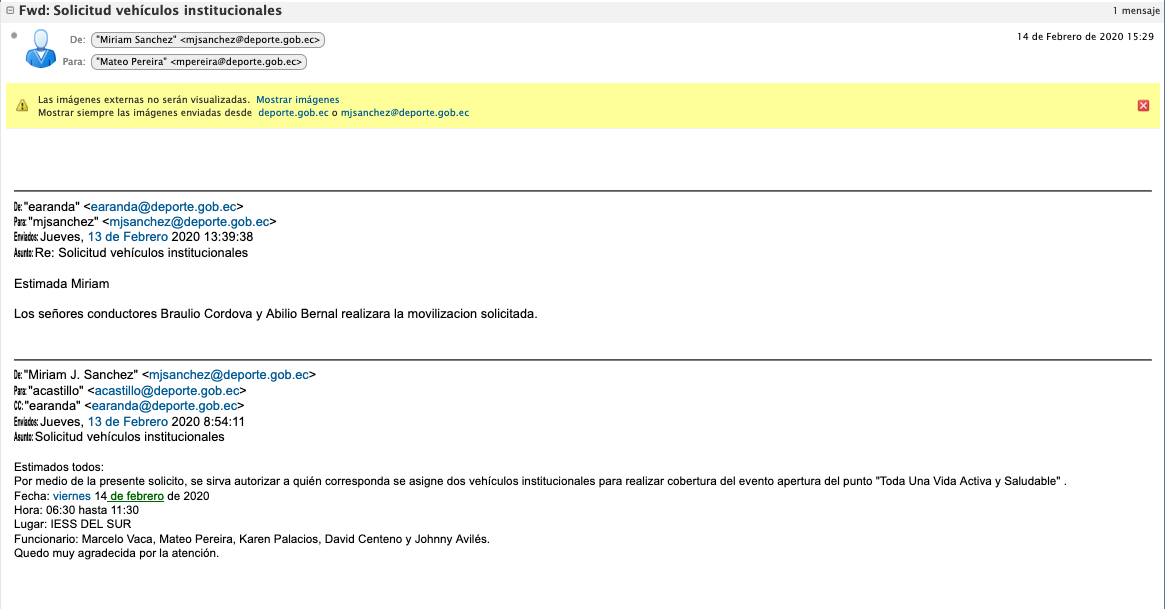 Fwd: Solicitud vehículos institucionales
1 mensaje
De: "Miriam Sanchez" <mjsanchez@deporte.gob.ec>
14 de Febrero de 2020 15:29
Para: "Mateo Pereira" <mpereira@deporte.gob.ec>
Las imágenes externas no serán visualizadas. Mostrar imágenes
Mostrar siempre las imágenes enviadas desde deporte.gob.ec o mjsanchez@deporte.gob.ec
De: "earanda" <earanda@deporte.gob.ec>
Para: "mjsanchez" <mjsanchez@deporte.gob.ec>
Enviados: Jueves, 13 de Febrero 2020 13:39:38
Asunto: Re: Solicitud vehículos institucionales
Estimada Miriam
Los señores conductores Braulio Cordova y Abilio Bernal realizara la movilizacion solicitada.
De: "Miriam J. Sanchez" <mjsanchez@deporte.gob.ec>
Para: "acastillo" <acastillo@deporte.gob.ec>
CC: "earanda" <earanda@deporte.gob.ec>
Enviados: Jueves, 13 de Febrero 2020 8:54:11
Asunto: Solicitud vehículos institucionales
Estimados todos:
Por medio de la presente solicito, se sirva autorizar a quién corresponda se asigne dos vehículos institucionales para realizar cobertura del evento apertura del punto "Toda Una Vida Activa y Saludable" .
Fecha: viernes 14 de febrero de 2020
Hora: 06:30 hasta 11:30
Lugar: IESS DEL SUR
Funcionario: Marcelo Vaca, Mateo Pereira, Karen Palacios, David Centeno y Johnny Avilés.
Quedo muy agradecida por la atención.